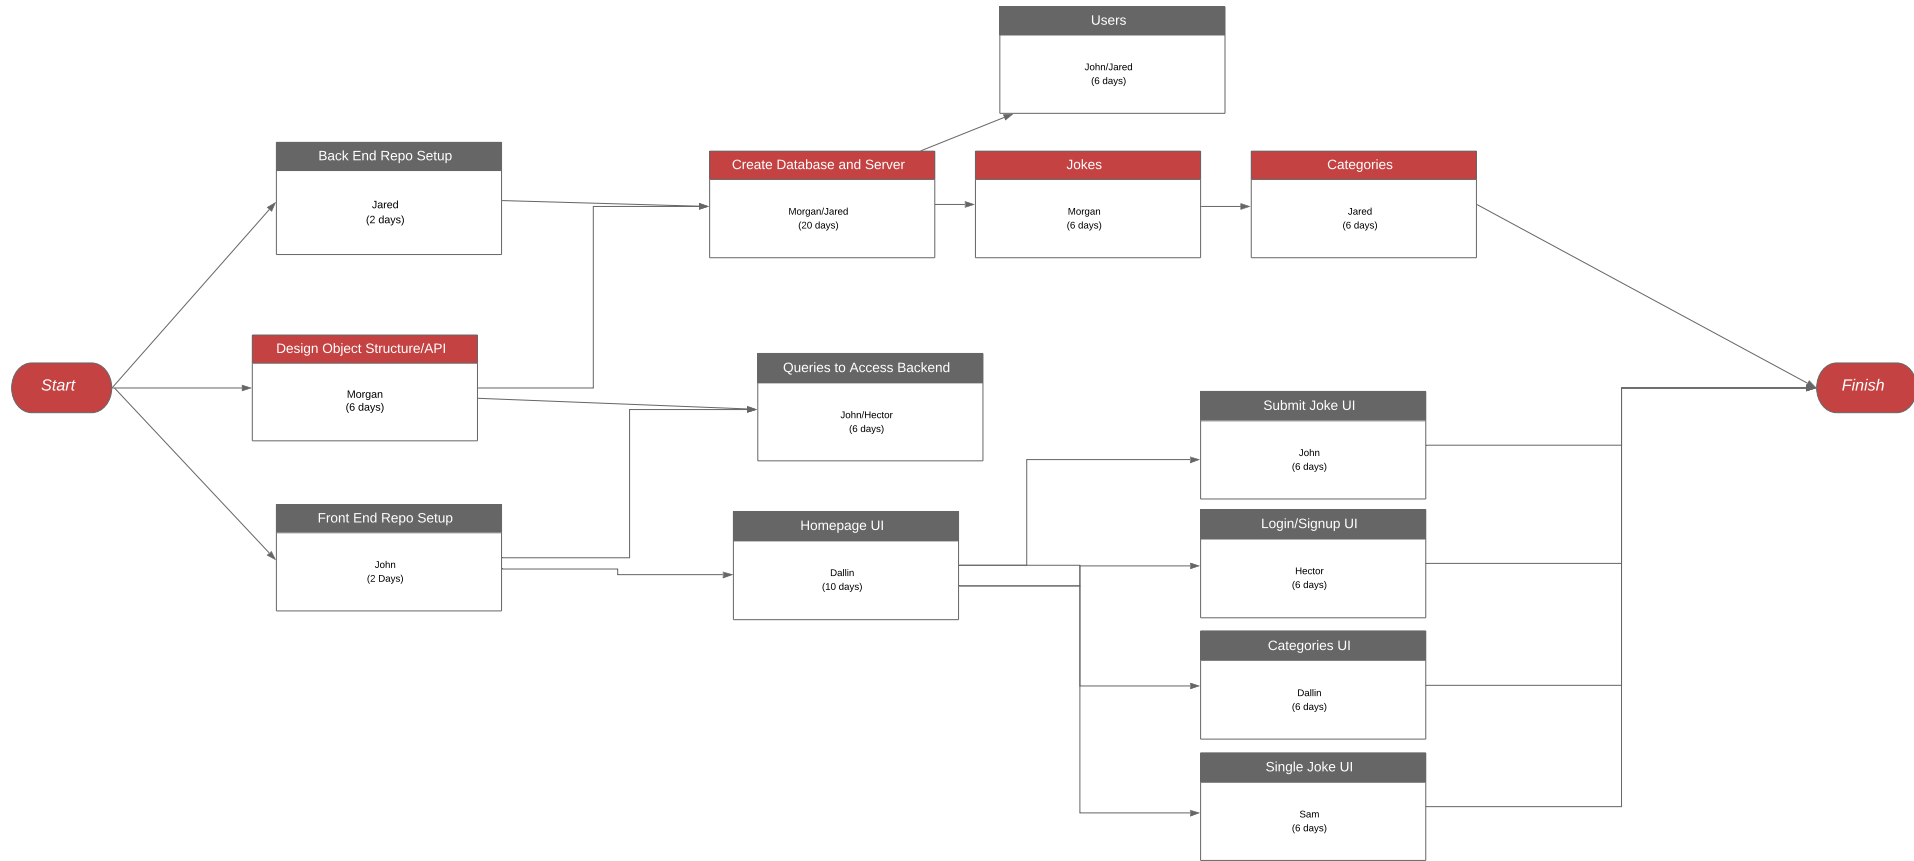 Users
John/Jared
(6 days)
Back End Repo Setup
Jared
(2 days)
Create Database and Server
Morgan/Jared
(20 days)
Jokes
Morgan
(6 days)
Categories
Jared
(6 days)
Start
Design Object Structure/API
Morgan
(6 days)
Queries to Access Backend
John/Hector
(6 days)
Finish
Submit Joke UI
John
(6 days)
Front End Repo Setup
John
(2 Days)
Homepage UI
Dallin
(10 days)
Login/Signup UI
Hector
(6 days)
Categories UI
Dallin
(6 days)
Single Joke UI
Sam
(6 days)